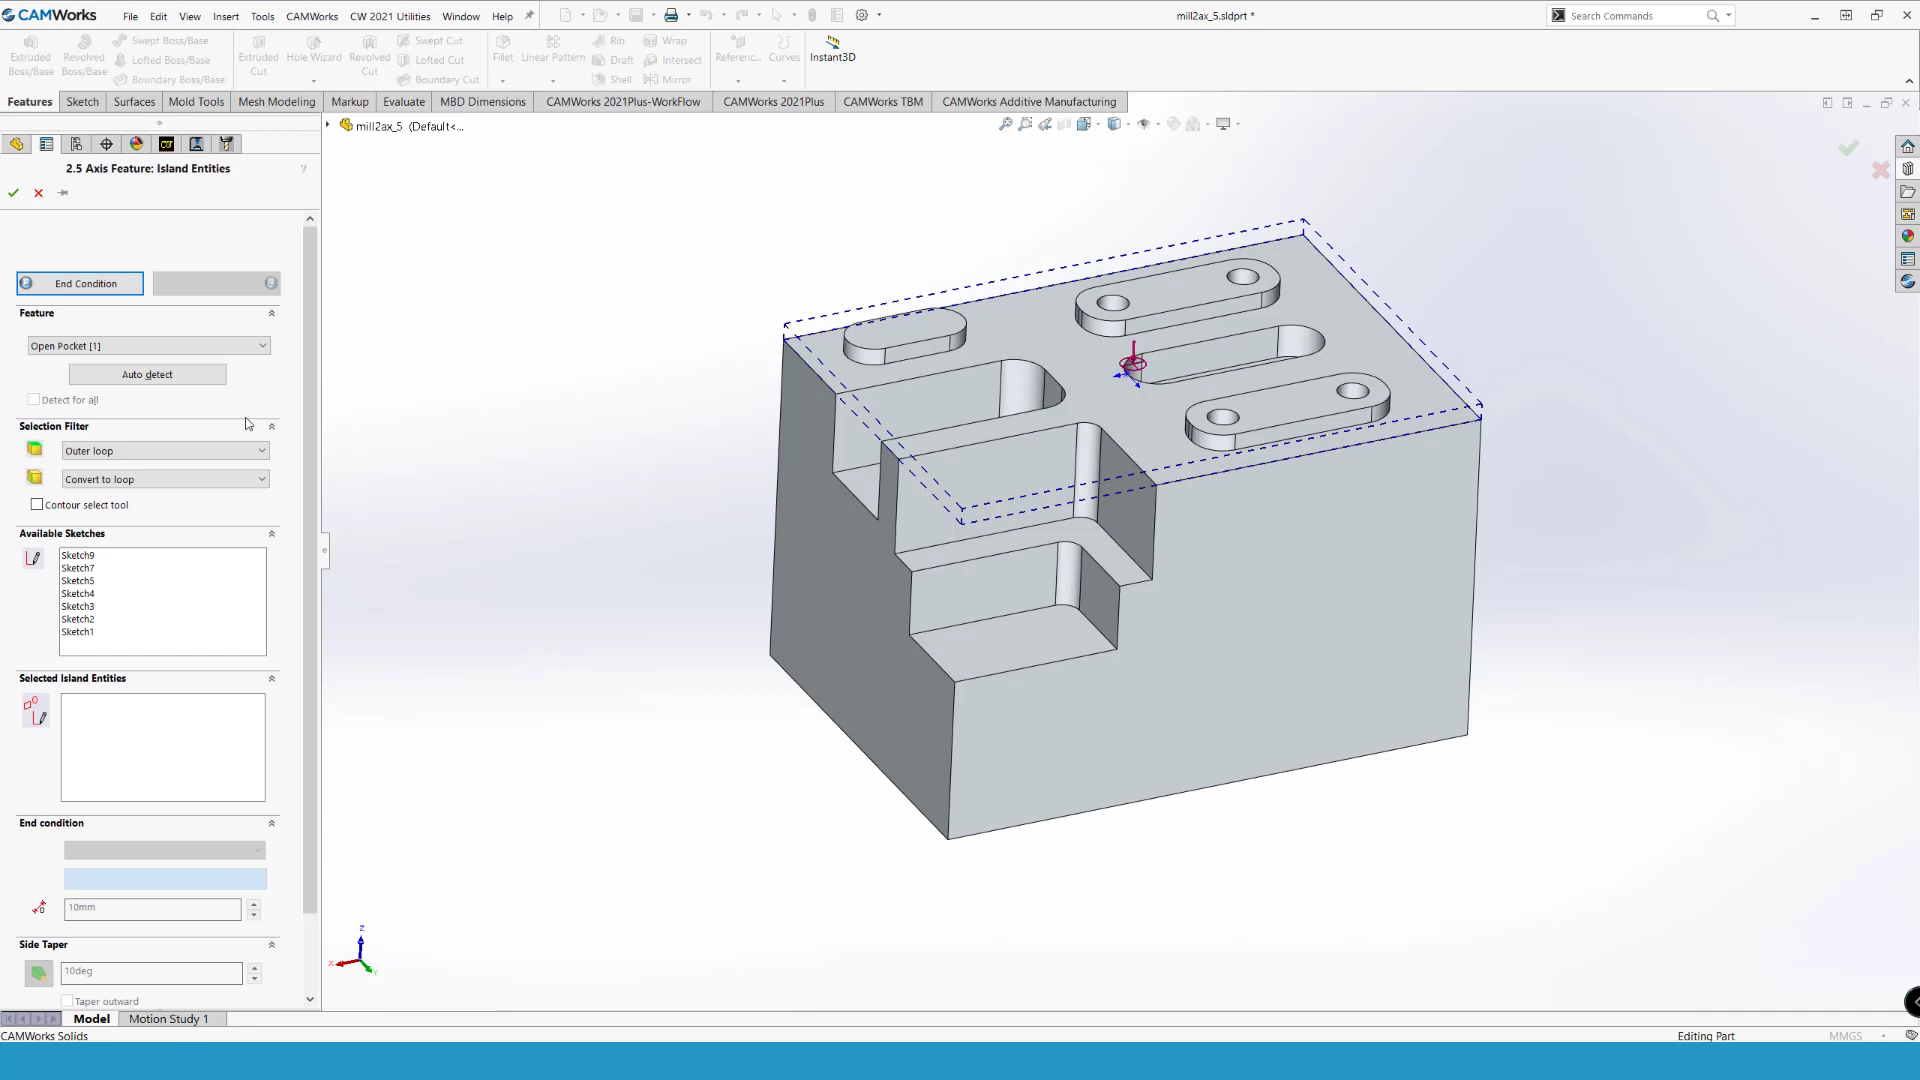 CAMWorks File Edit View Insert Tools CAMWorks CW 2021 Utilities Window Help mill2ax_5.sldprt * Search Commands
Extruded Boss/Base
Revolved Boss/Base
Swept Boss/Base
Lofted Boss/Base
Boundary Boss/Base
Extruded Cut
Hole Wizard
Revolved Cut
Swept Cut
Lofted Cut
Boundary Cut
Fillet
Linear Pattern
Rib
Draft
Shell
Wrap
Intersect
Mirror
Referenc...
Curves
Instant3D
Features Sketch Surfaces Mold Tools Mesh Modeling Markup Evaluate MBD Dimensions CAMWorks 2021Plus-WorkFlow CAMWorks 2021Plus CAMWorks TBM CAMWorks Additive Manufacturing
mill2ax_5 (Default<...
2.5 Axis Feature: Island Entities ?
End Condition
Feature
Open Pocket [1]
Auto detect
Detect for all
Selection Filter
Outer loop
Convert to loop
Contour select tool
Available Sketches
Sketch9
Sketch7
Sketch5
Sketch4
Sketch3
Sketch2
Sketch1
Selected Island Entities
End condition
10mm
Side Taper
10deg
Taper outward
Z
X
Model Motion Study 1
CAMWorks Solids Editing Part MMGS